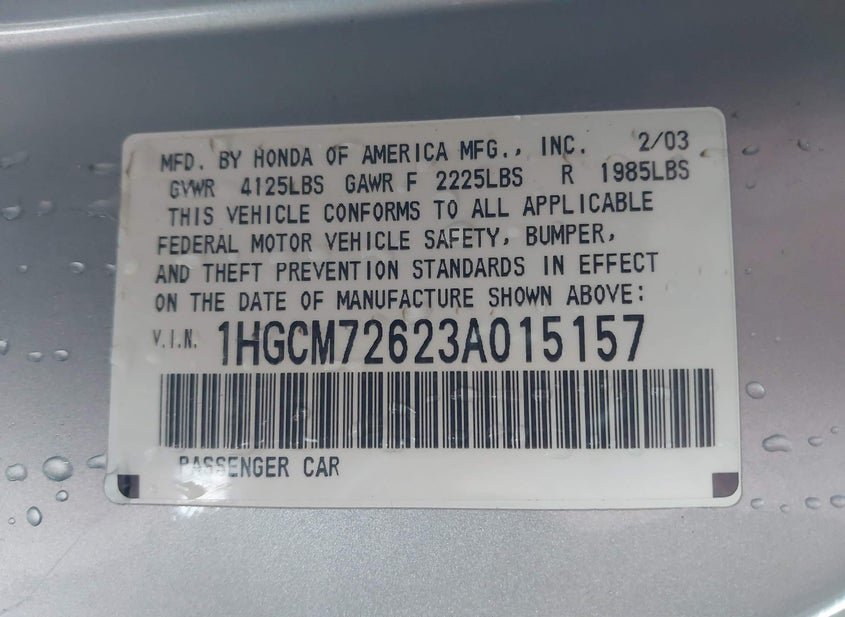 MFD. BY HONDA OF AMERICA MFG., INC. 2/03
GVWR 4125LBS GAWR F 2225LBS R 1985LBS
THIS VEHICLE CONFORMS TO ALL APPLICABLE
FEDERAL MOTOR VEHICLE SAFETY, BUMPER,
AND THEFT PREVENTION STANDARDS IN EFFECT
ON THE DATE OF MANUFACTURE SHOWN ABOVE:
V.I.N. 1HGCM72623A015157
PASSENGER CAR